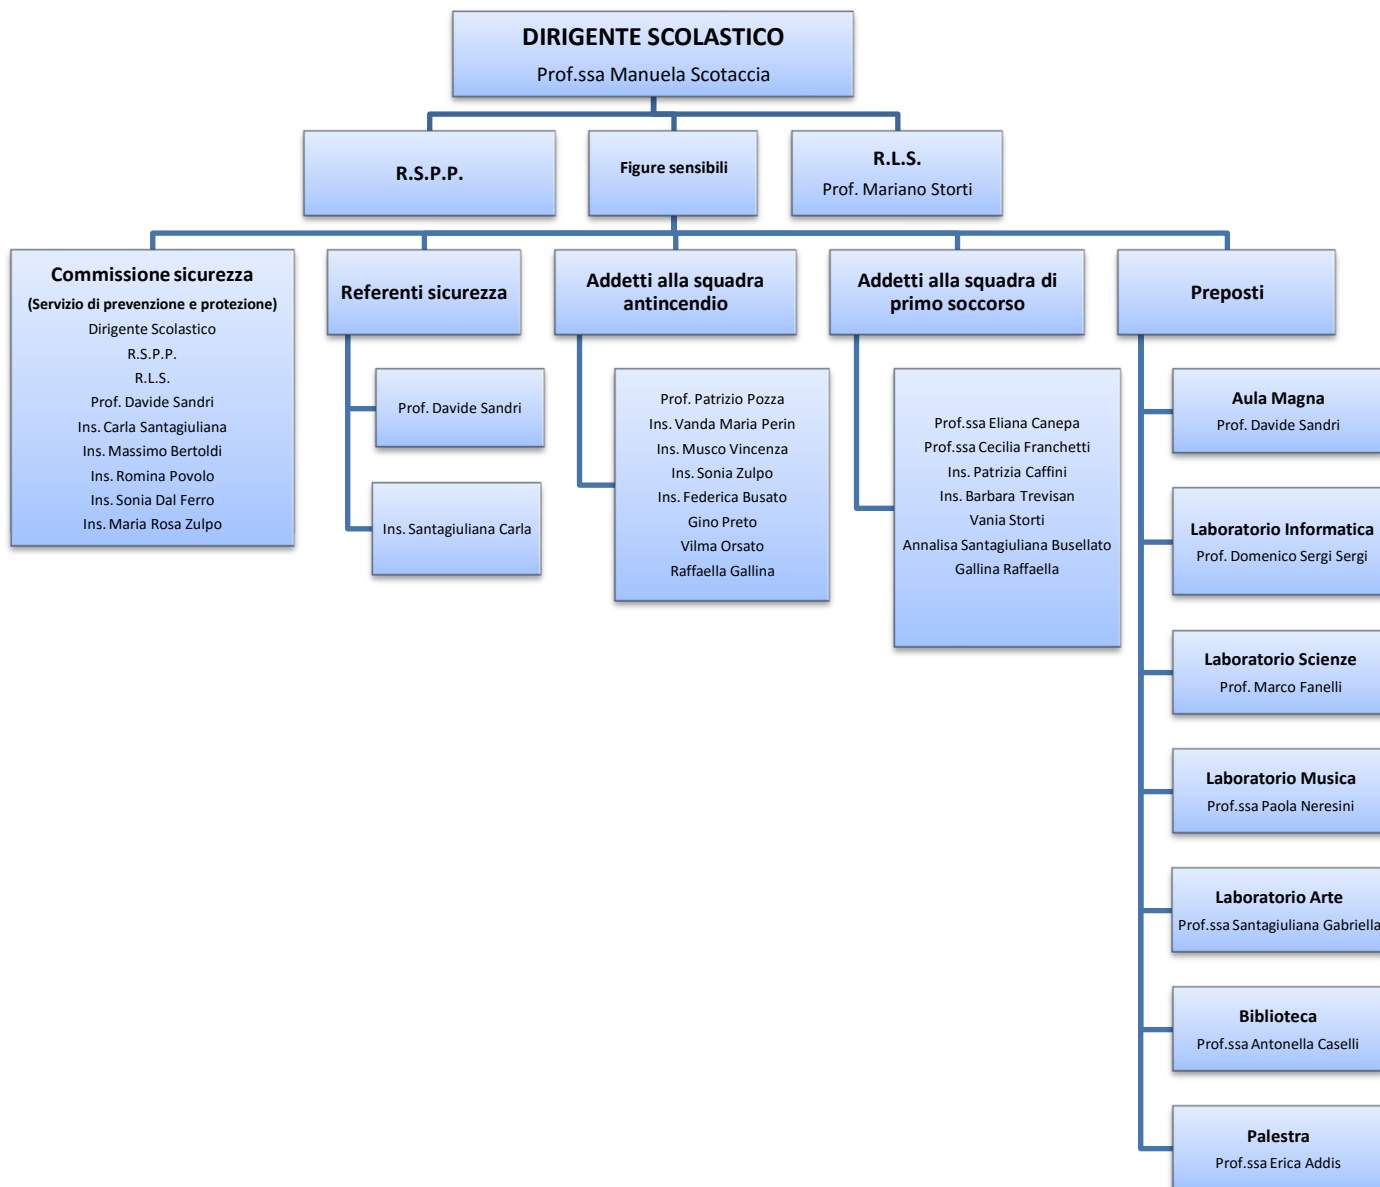 DIRIGENTE SCOLASTICO
Prof.ssa Manuela Scotaccia
R.S.P.P.
Figure sensibili
R.L.S.
Prof. Mariano Storti
Commissione sicurezza
(Servizio di prevenzione e protezione)
Dirigente Scolastico
R.S.P.P.
R.L.S.
Prof. Davide Sandri
Ins. Carla Santagiuliana
Ins. Massimo Bertoldi
Ins. Romina Povolo
Ins. Sonia Dal Ferro
Ins. Maria Rosa Zulpo
Referenti sicurezza
Prof. Davide Sandri
Ins. Santagiuliana Carla
Addetti alla squadra
antincendio
Prof. Patrizio Pozza
Ins. Vanda Maria Perin
Ins. Musco Vincenza
Ins. Sonia Zulpo
Ins. Federica Busato
Gino Preto
Vilma Orsato
Raffaella Gallina
Addetti alla squadra di
primo soccorso
Prof.ssa Eliana Canepa
Prof.ssa Cecilia Franchetti
Ins. Patrizia Caffini
Ins. Barbara Trevisan
Vania Storti
Annalisa Santagiuliana Busellato
Gallina Raffaella
Preposti
Aula Magna
Prof. Davide Sandri
Laboratorio Informatica
Prof. Domenico Sergi Sergi
Laboratorio Scienze
Prof. Marco Fanelli
Laboratorio Musica
Prof.ssa Paola Neresini
Laboratorio Arte
Prof.ssa Santagiuliana Gabriella
Biblioteca
Prof.ssa Antonella Caselli
Palestra
Prof.ssa Erica Addis